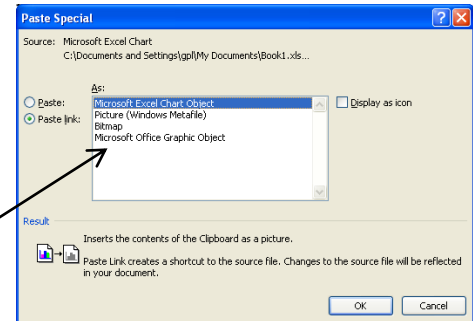 Paste Special
Source: Microsoft Excel Chart
C:\Documents and Settings\gpl\My Documents\Book1.xls...
As:
Paste:
Paste link:
Microsoft Excel Chart Object
Picture (Windows Metafile)
Bitmap
Microsoft Office Graphic Object
Display as icon
Result
Inserts the contents of the Clipboard as a picture.
Paste Link creates a shortcut to the source file. Changes to the source file will be reflected
in your document.
OK Cancel